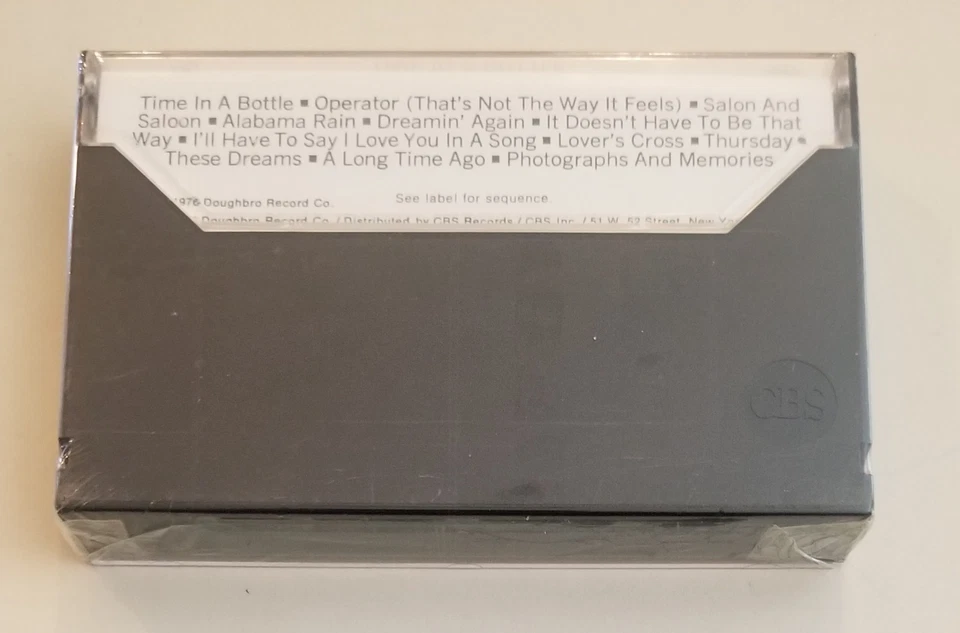 Time In A Bottle ▪ Operator (That's Not The Way It Feels) ▪ Salon And
Saloon ▪ Alabama Rain ▪ Dreamin' Again ▪ It Doesn't Have To Be That
Way ▪ I'll Have To Say I Love You In A Song ▪ Lover's Cross ▪ Thursday ▪
These Dreams ▪ A Long Time Ago ▪ Photographs And Memories
1976 Doughbro Record Co. See label for sequence.
Doughbro Record Co. / Distributed by CBS Records / CBS Inc. / 51 W. 52 Street, New
CBS